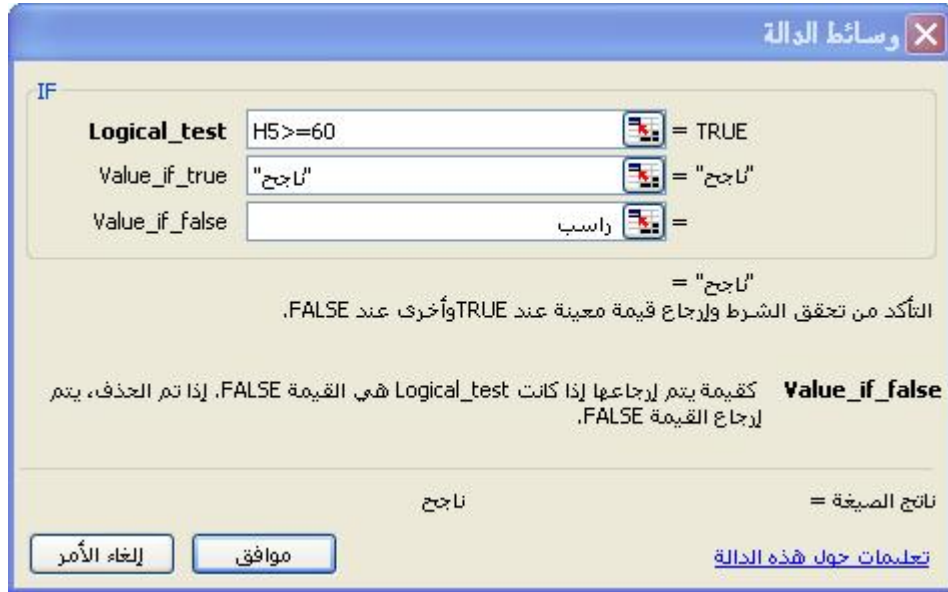 وسائط الدالة
IF
Logical_test H5>=60 = TRUE
Value_if_true "ناجح" = "ناجح"
Value_if_false راسب =
= "ناجح"
التأكد من تحقق الشرط وإرجاع قيمة معينة عند TRUEوأخرى عند FALSE.
Value_if_false كقيمة يتم إرجاعها إذا كانت Logical_test هي القيمة FALSE. إذا تم الحذف، يتم
إرجاع القيمة FALSE.
ناتج الصيغة = ناجح
تعليمات حول هذه الدالة موافق إلغاء الأمر